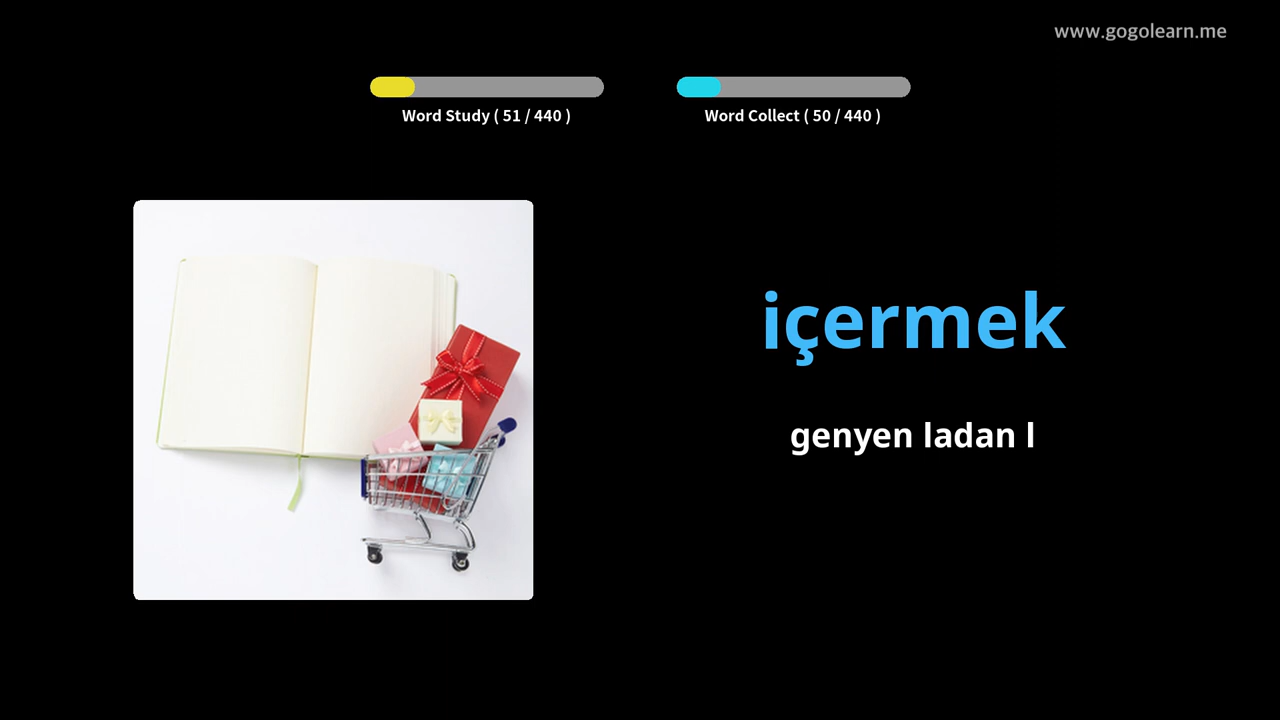 www.gogolearn.me
Word Study ( 51 / 440 )
Word Collect ( 50 / 440 )
içermek
genyen ladan l